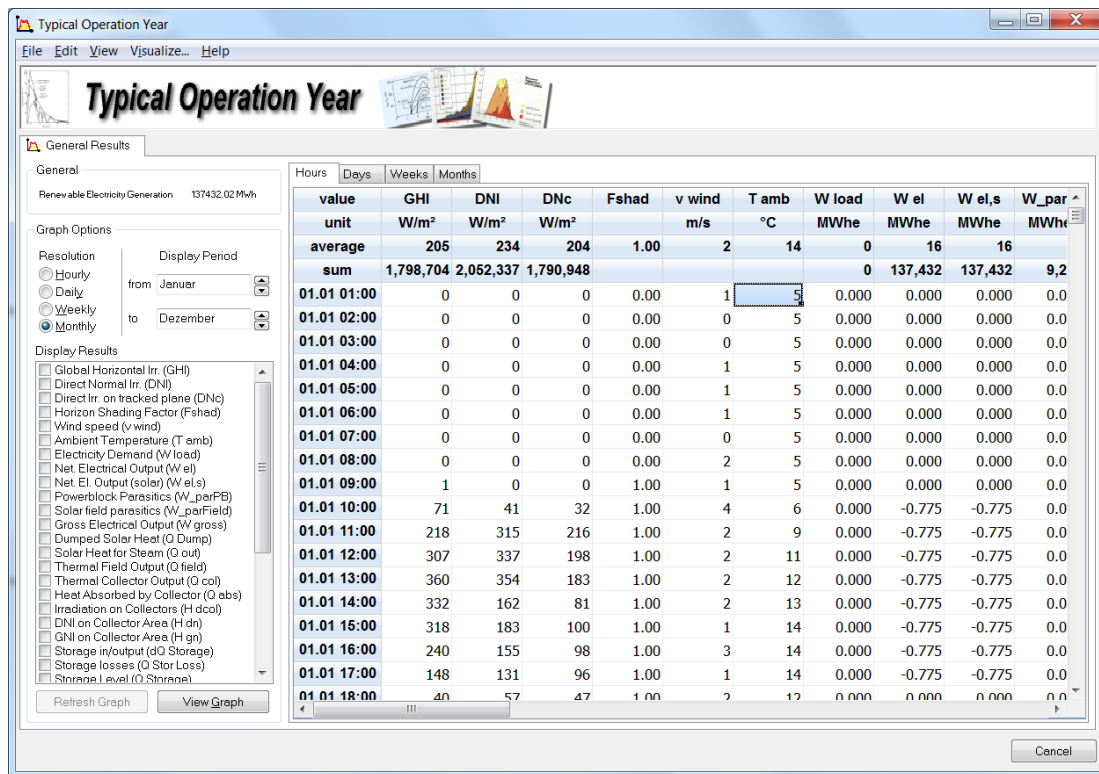 Typical Operation Year
File Edit View Visualize... Help
Typical Operation Year
General Results
General
Renewable Electricity Generation 137432.02 MWh
Graph Options
Resolution Display Period
Hourly
Daily
Weekly
Monthly
from Januar
to Dezember
Display Results
Global Horizontal Irr. (GHI)
Direct Normal Irr. (DNI)
Direct Irr. on tracked plane (DNc)
Horizon Shading Factor (Fshad)
Wind speed (v wind)
Ambient Temperature (T amb)
Electricity Demand (W load)
Net. Electrical Output (W el)
Net. El. Output (solar) (W el,s)
Powerblock Parasitics (W_parPB)
Solar field parasitics (W_parField)
Gross Electrical Output (W gross)
Dumped Solar Heat (Q Dump)
Solar Heat for Steam (Q out)
Thermal Field Output (Q field)
Thermal Collector Output (Q col)
Heat Absorbed by Collector (Q abs)
Irradiation on Collectors (H dcol)
DNI on Collector Area (H dn)
GNI on Collector Area (H gn)
Storage in/output (dQ Storage)
Storage losses (Q Stor Loss)
Storage Level (Q Storage)
Refresh Graph View Graph
Hours Days Weeks Months
value GHI DNI DNc Fshad v wind T amb W load W el W el,s W_par
unit W/m² W/m² W/m² m/s °C MWhe MWhe MWhe MWhe
average 205 234 204 1.00 2 14 0 16 16
sum 1,798,704 2,052,337 1,790,948 0 137,432 137,432 9,2
01.01 01:00 0 0 0 0.00 1 5 0.000 0.000 0.000 0.0
01.01 02:00 0 0 0 0.00 0 5 0.000 0.000 0.000 0.0
01.01 03:00 0 0 0 0.00 0 5 0.000 0.000 0.000 0.0
01.01 04:00 0 0 0 0.00 1 5 0.000 0.000 0.000 0.0
01.01 05:00 0 0 0 0.00 1 5 0.000 0.000 0.000 0.0
01.01 06:00 0 0 0 0.00 1 5 0.000 0.000 0.000 0.0
01.01 07:00 0 0 0 0.00 0 5 0.000 0.000 0.000 0.0
01.01 08:00 0 0 0 0.00 2 5 0.000 0.000 0.000 0.0
01.01 09:00 1 0 0 1.00 1 5 0.000 0.000 0.000 0.0
01.01 10:00 71 41 32 1.00 4 6 0.000 -0.775 -0.775 0.0
01.01 11:00 218 315 216 1.00 2 9 0.000 -0.775 -0.775 0.0
01.01 12:00 307 337 198 1.00 2 11 0.000 -0.775 -0.775 0.0
01.01 13:00 360 354 183 1.00 2 12 0.000 -0.775 -0.775 0.0
01.01 14:00 332 162 81 1.00 2 13 0.000 -0.775 -0.775 0.0
01.01 15:00 318 183 100 1.00 1 14 0.000 -0.775 -0.775 0.0
01.01 16:00 240 155 98 1.00 3 14 0.000 -0.775 -0.775 0.0
01.01 17:00 148 131 96 1.00 1 14 0.000 -0.775 -0.775 0.0
01.01 18:00 40 57 47 1.00 2 12 0.000 0.000 0.000 0.0
Cancel